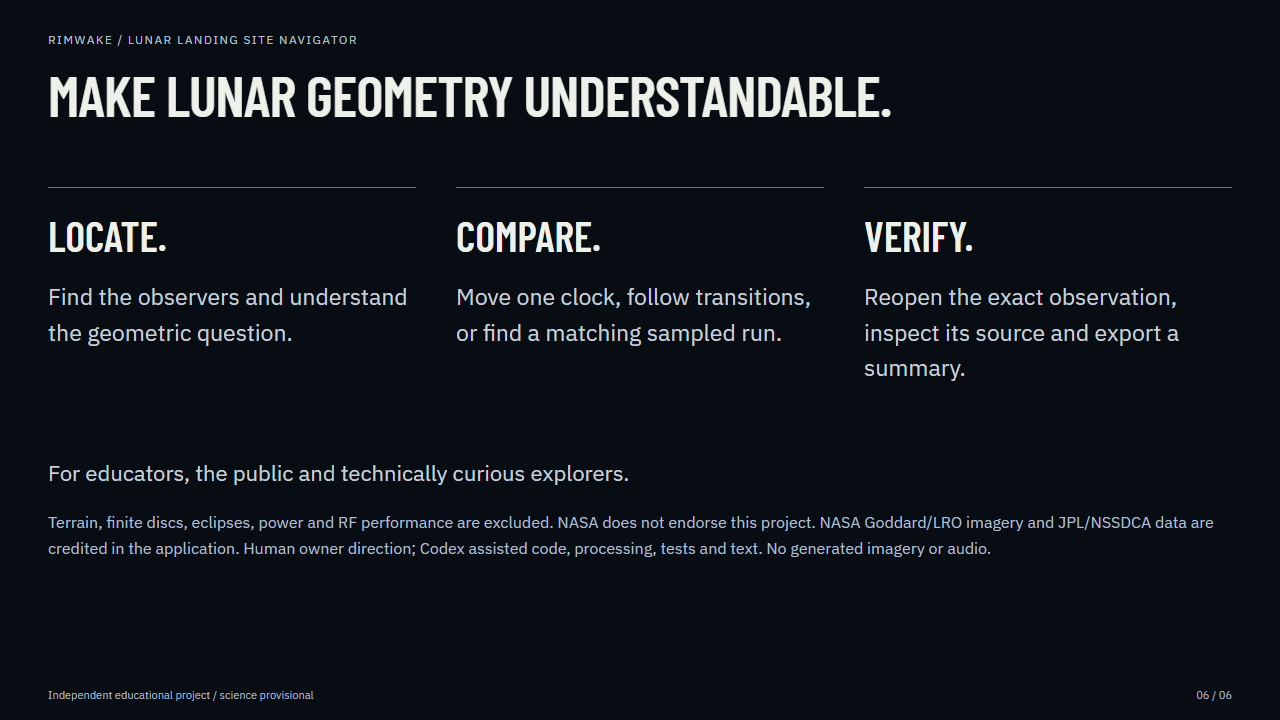 RIMWAKE / LUNAR LANDING SITE NAVIGATOR
MAKE LUNAR GEOMETRY UNDERSTANDABLE.
LOCATE.
Find the observers and understand
the geometric question.
COMPARE.
Move one clock, follow transitions,
or find a matching sampled run.
VERIFY.
Reopen the exact observation,
inspect its source and export a
summary.
For educators, the public and technically curious explorers.
Terrain, finite discs, eclipses, power and RF performance are excluded. NASA does not endorse this project. NASA Goddard/LRO imagery and JPL/NSSDCA data are
credited in the application. Human owner direction; Codex assisted code, processing, tests and text. No generated imagery or audio.
Independent educational project / science provisional
06 / 06